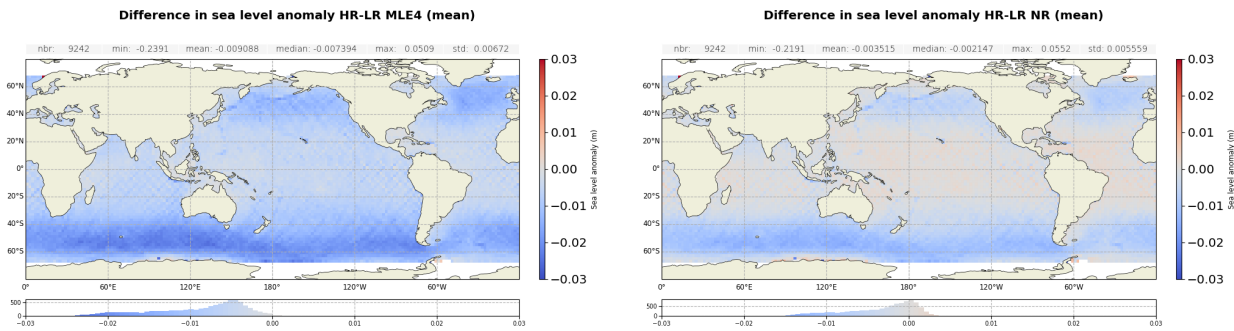 Difference in sea level anomaly HR-LR MLE4 (mean)
nbr: 9242 min: -0.2391 mean: -0.009088 median: -0.007394 max: 0.0509 std: 0.00672
60°N
40°N
20°N
0°
20°S
40°S
60°S
0°
60°E
120°E
180°
120°W
60°W
0.03
0.02
0.01
0.00
−0.01
−0.02
−0.03
Sea level anomaly (m)
500
0
−0.03
−0.02
−0.01
0.00
0.01
0.02
0.03
Difference in sea level anomaly HR-LR NR (mean)
nbr: 9242 min: -0.2191 mean: -0.003515 median: -0.002147 max: 0.0552 std: 0.005559
60°N
40°N
20°N
0°
20°S
40°S
60°S
0°
60°E
120°E
180°
120°W
60°W
0.03
0.02
0.01
0.00
−0.01
−0.02
−0.03
Sea level anomaly (m)
500
0
−0.03
−0.02
−0.01
0.00
0.01
0.02
0.03